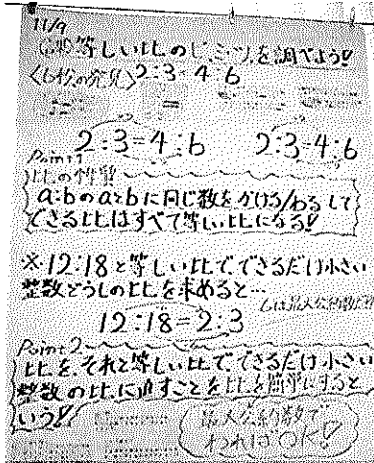 11/9
等しい比のヒミツを調べよう!!
の発見〉2:3=4:6
2:3=4:6 2:3=4:6
Point1
比の性質
a:bのaとbに同じ数をかける/わるして
できる比はすべて等しい比になる!!
※12:18と等しい比で、できるだけ小さい
整数どうしの比を求めると…
6は最大公約数
12:18=2:3
Point2
比を、それと等しい比で、できるだけ小さい
整数の比に直すことを比を簡単にすると
いう!!
最大公約数で
わればOK!!